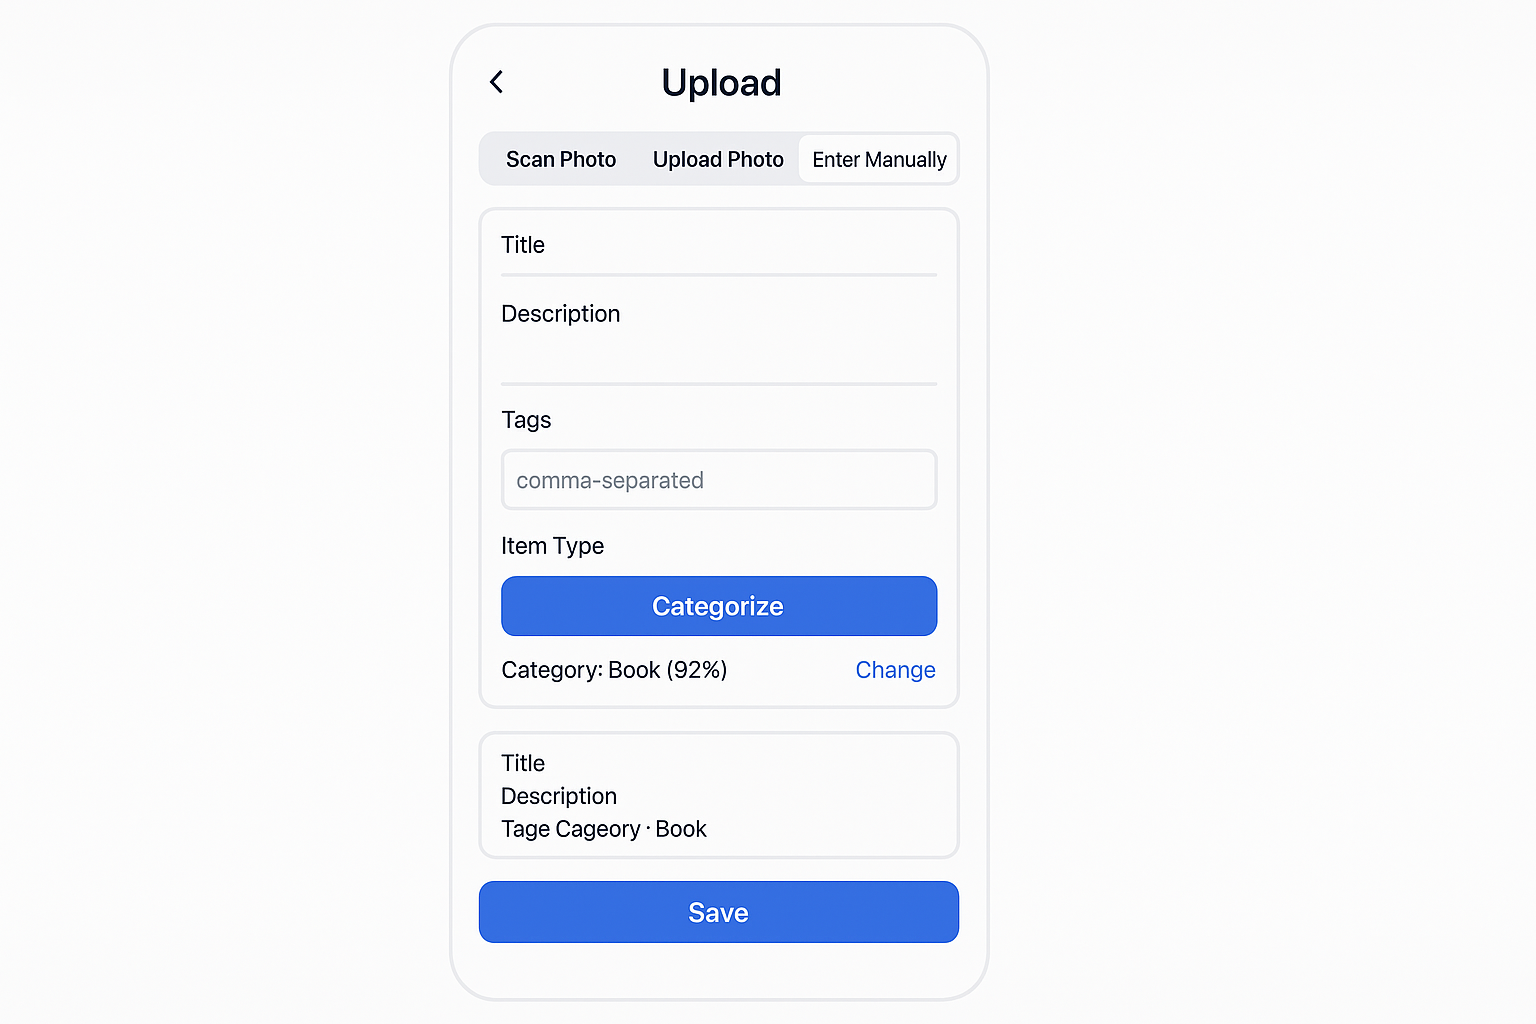 Upload
Scan Photo Upload Photo Enter Manually
Title
Description
Tags
comma-separated
Item Type
Categorize
Category: Book (92%) Change
Title
Description
Tage Cageory · Book
Save